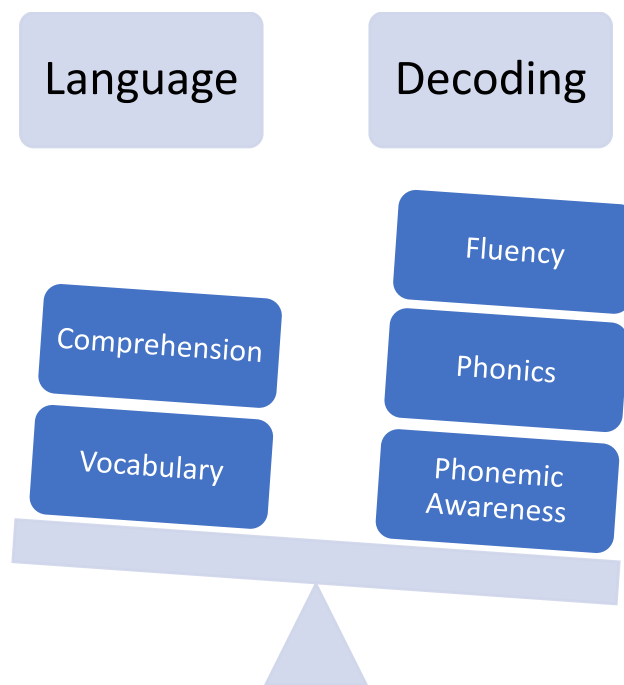 Language
Decoding
Fluency
Comprehension
Phonics
Vocabulary
Phonemic
Awareness